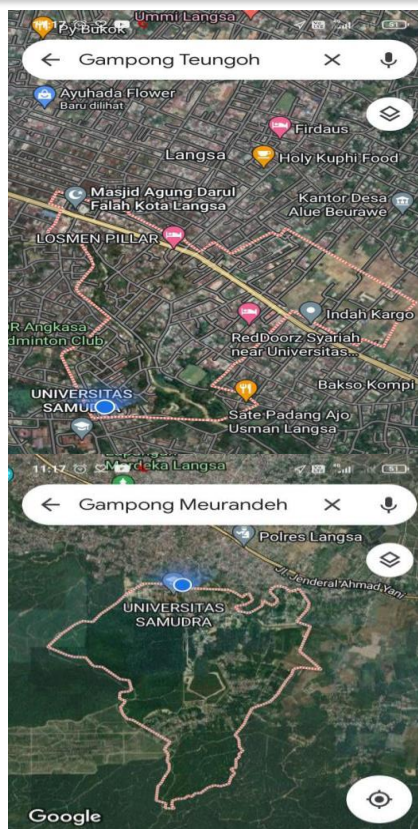 Ummi Langsa
Py Bukok
Gampong Teungoh
Ayuhada Flower
Baru dilihat
Firdaus
Langsa
Holy Kuphi Food
Masjid Agung Darul
Falah Kota Langsa
Kantor Desa
Alue Beurawe
LOSMEN PILLAR
Indah Kargo
OR Angkasa
dminton Club
RedDoorz Syariah
near Universitas...
Bakso Kompi
UNIVERSITAS
SAMUDRA
Sate Padang Ajo
Usman Langsa
11:17
Merdeka Langsa
51
Gampong Meurandeh
Polres Langsa
Jl. Jenderal Ahmad Yani
UNIVERSITAS
SAMUDRA
Google